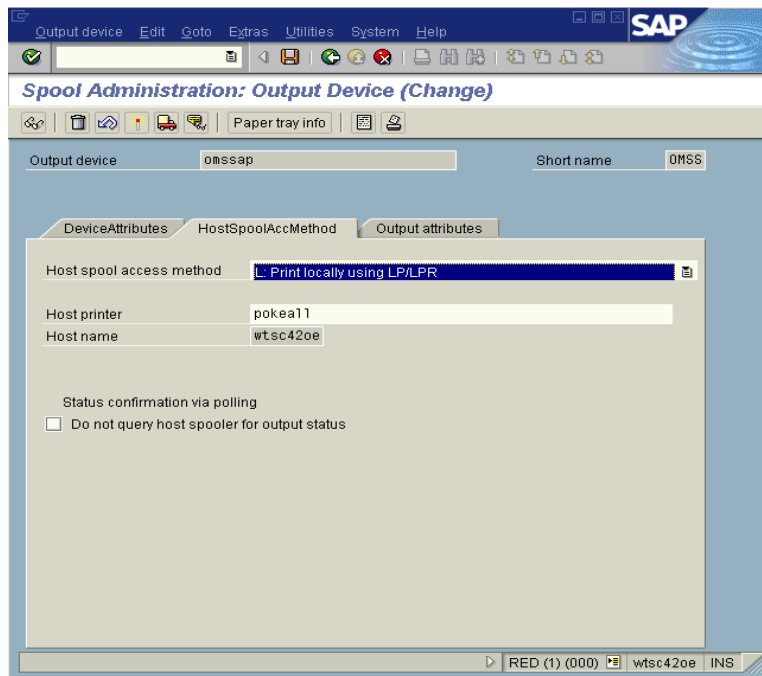 Output device Edit Goto Extras Utilities System Help
SAP
Spool Administration: Output Device (Change)
Paper tray info
Output device omssap Short name OMSS
DeviceAttributes HostSpoolAccMethod Output attributes
Host spool access method L: Print locally using LP/LPR
Host printer pokeall
Host name wtsc42oe
Status confirmation via polling
Do not query host spooler for output status
RED (1) (000) wtsc42oe INS